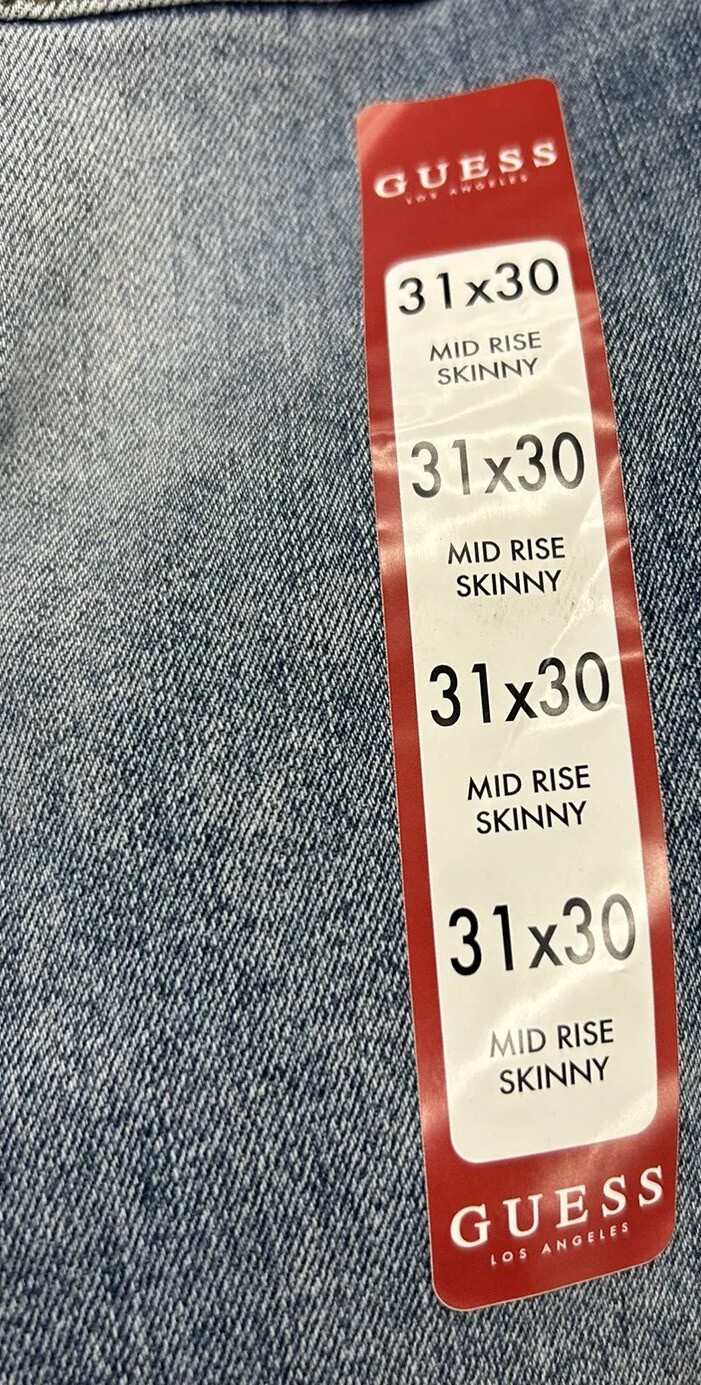 GUESS
LOS ANGELES
31x30
MID RISE
SKINNY
31x30
MID RISE
SKINNY
31x30
MID RISE
SKINNY
31x30
MID RISE
SKINNY
GUESS
LOS ANGELES